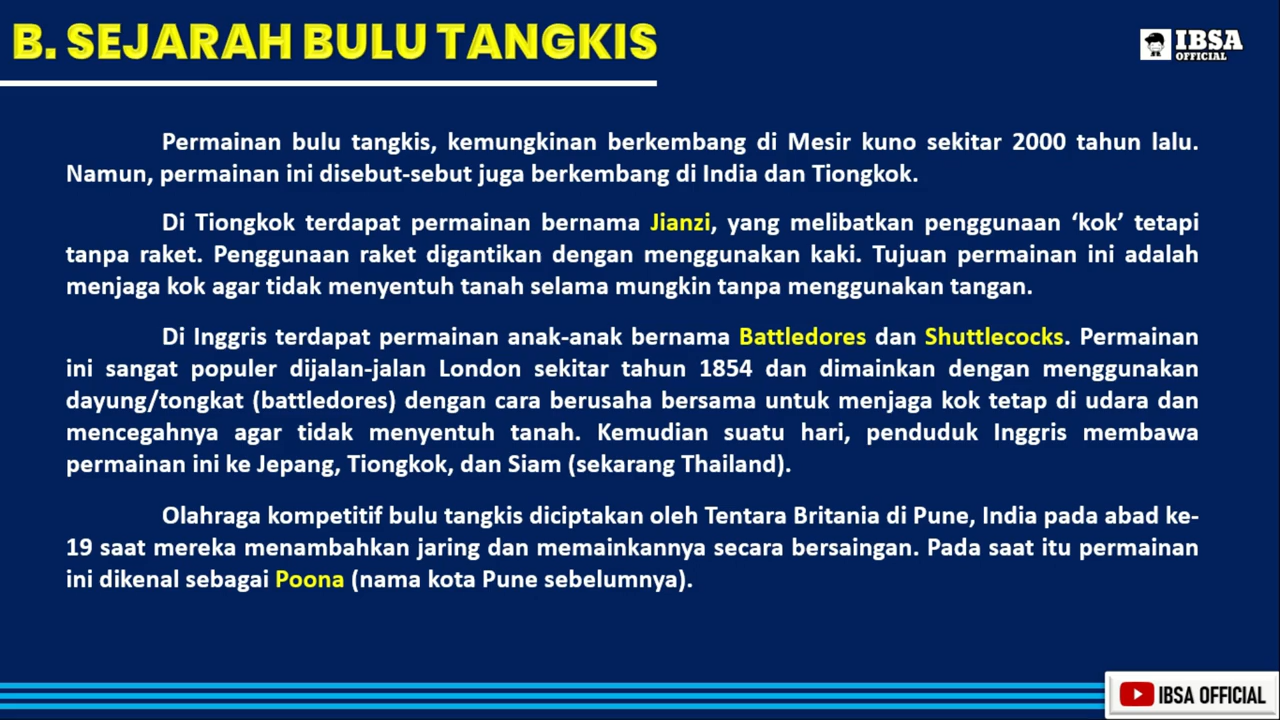 B. SEJARAH BULU TANGKIS
IBSA
OFFICIAL
Permainan bulu tangkis, kemungkinan berkembang di Mesir kuno sekitar 2000 tahun lalu.
Namun, permainan ini disebut-sebut juga berkembang di India dan Tiongkok.
Di Tiongkok terdapat permainan bernama Jianzi, yang melibatkan penggunaan ‘kok’ tetapi
tanpa raket. Penggunaan raket digantikan dengan menggunakan kaki. Tujuan permainan ini adalah
menjaga kok agar tidak menyentuh tanah selama mungkin tanpa menggunakan tangan.
Di Inggris terdapat permainan anak-anak bernama Battledores dan Shuttlecocks. Permainan
ini sangat populer dijalan-jalan London sekitar tahun 1854 dan dimainkan dengan menggunakan
dayung/tongkat (battledores) dengan cara berusaha bersama untuk menjaga kok tetap di udara dan
mencegahnya agar tidak menyentuh tanah. Kemudian suatu hari, penduduk Inggris membawa
permainan ini ke Jepang, Tiongkok, dan Siam (sekarang Thailand).
Olahraga kompetitif bulu tangkis diciptakan oleh Tentara Britania di Pune, India pada abad ke-
19 saat mereka menambahkan jaring dan memainkannya secara bersaingan. Pada saat itu permainan
ini dikenal sebagai Poona (nama kota Pune sebelumnya).
IBSA OFFICIAL